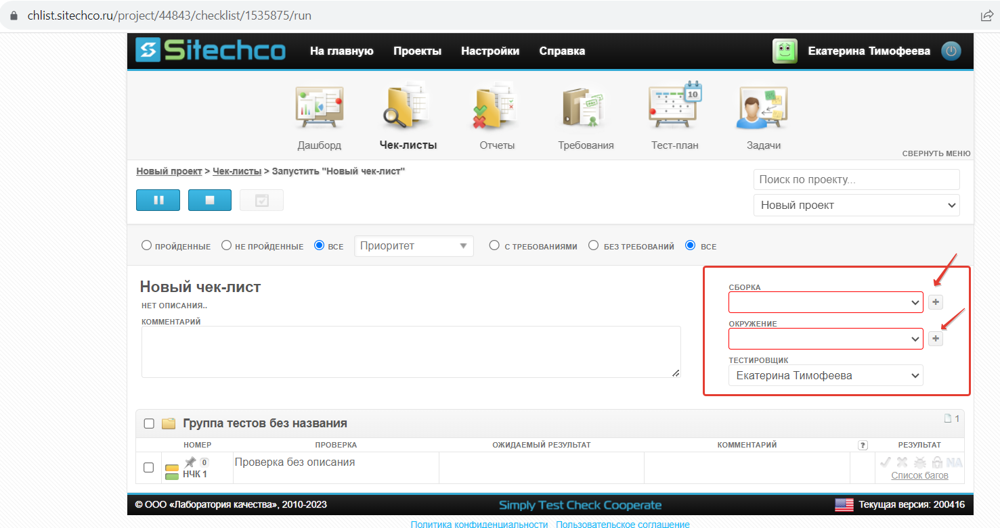 chlist.sitechco.ru/project/44843/checklist/1535875/run
Sitechco На главную Проекты Настройки Справка Екатерина Тимофеева
10
Дашборд Чек-листы Отчеты Требования Тест-план Задачи
СВЕРНУТЬ МЕНЮ
Новый проект > Чек-листы > Запустить "Новый чек-лист"
Поиск по проекту...
Новый проект
ПРОЙДЕННЫЕ НЕ ПРОЙДЕННЫЕ ВСЕ Приоритет С ТРЕБОВАНИЯМИ БЕЗ ТРЕБОВАНИЙ ВСЕ
Новый чек-лист
НЕТ ОПИСАНИЯ..
КОММЕНТАРИЙ
СБОРКА
+
ОКРУЖЕНИЕ
+
ТЕСТИРОВЩИК
Екатерина Тимофеева
Группа тестов без названия 1
НОМЕР ПРОВЕРКА ОЖИДАЕМЫЙ РЕЗУЛЬТАТ КОММЕНТАРИЙ ? РЕЗУЛЬТАТ
0 Проверка без описания NA
НЧК 1 Список багов
© ООО «Лаборатория качества», 2010-2023 Simply Test Check Cooperate Текущая версия: 200416
Политика конфиденциальности Пользовательское соглашение